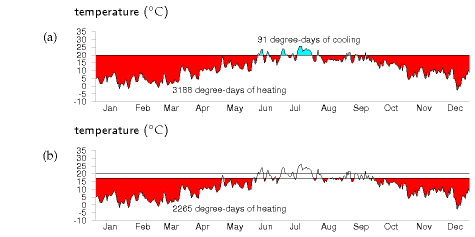 temperature (°C)
(a)
35
30
25
20
15
10
5
0
-5
-10
91 degree-days of cooling
3188 degree-days of heating
Jan Feb Mar Apr May Jun Jul Aug Sep Oct Nov Dec
temperature (°C)
(b)
35
30
25
20
15
10
5
0
-5
-10
2265 degree-days of heating
Jan Feb Mar Apr May Jun Jul Aug Sep Oct Nov Dec